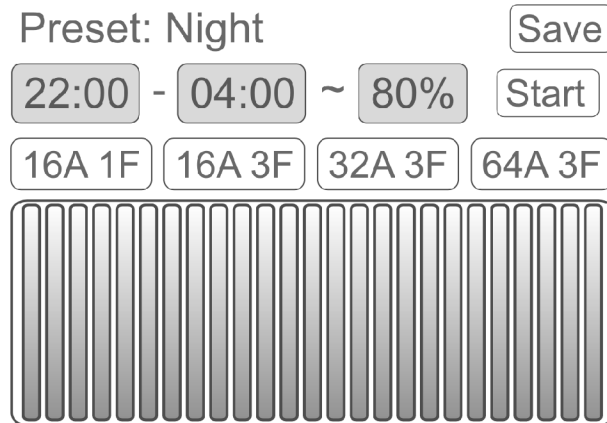 Preset: Night Save
22:00 - 04:00 ~ 80% Start
16A 1F 16A 3F 32A 3F 64A 3F